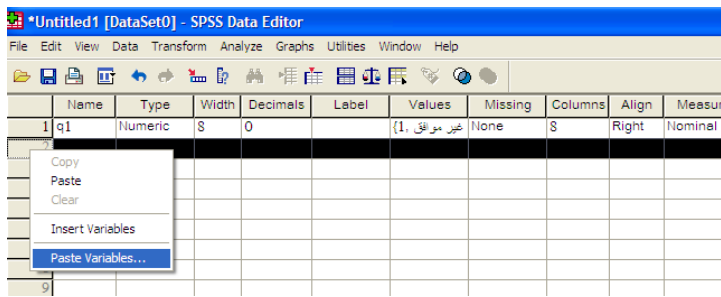 *Untitled1 [DataSet0] - SPSS Data Editor
File Edit View Data Transform Analyze Graphs Utilities Window Help
Name Type Width Decimals Label Values Missing Columns Align Measur
1 q1 Numeric 8 0 {1, غير موافق None 8 Right Nominal
2
Copy
Paste
Clear
Insert Variables
Paste Variables...
9